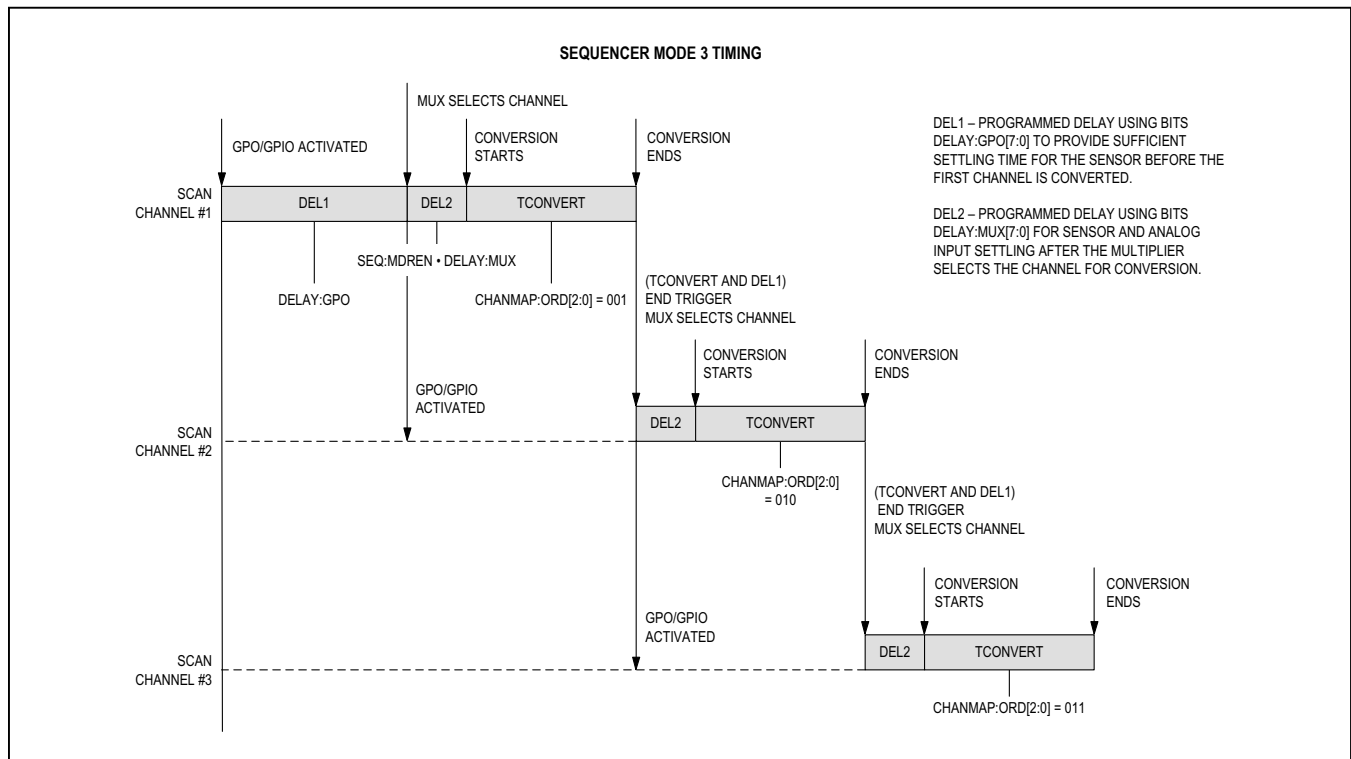 SEQUENCER MODE 3 TIMING
MUX SELECTS CHANNEL
GPO/GPIO ACTIVATED
CONVERSION
STARTS
CONVERSION
ENDS
DEL1 – PROGRAMMED DELAY USING BITS
DELAY:GPO[7:0] TO PROVIDE SUFFICIENT
SETTLING TIME FOR THE SENSOR BEFORE THE
FIRST CHANNEL IS CONVERTED.
DEL2 – PROGRAMMED DELAY USING BITS
DELAY:MUX[7:0] FOR SENSOR AND ANALOG
INPUT SETTLING AFTER THE MULTIPLIER
SELECTS THE CHANNEL FOR CONVERSION.
SCAN
CHANNEL #1
DEL1
DEL2
TCONVERT
SEQ:MDREN • DELAY:MUX
DELAY:GPO
CHANMAP:ORD[2:0] = 001
(TCONVERT AND DEL1)
END TRIGGER
MUX SELECTS CHANNEL
CONVERSION
STARTS
CONVERSION
ENDS
GPO/GPIO
ACTIVATED
SCAN
CHANNEL #2
DEL2
TCONVERT
CHANMAP:ORD[2:0]
= 010
(TCONVERT AND DEL1)
END TRIGGER
MUX SELECTS CHANNEL
CONVERSION
STARTS
CONVERSION
ENDS
GPO/GPIO
ACTIVATED
SCAN
CHANNEL #3
DEL2
TCONVERT
CHANMAP:ORD[2:0] = 011